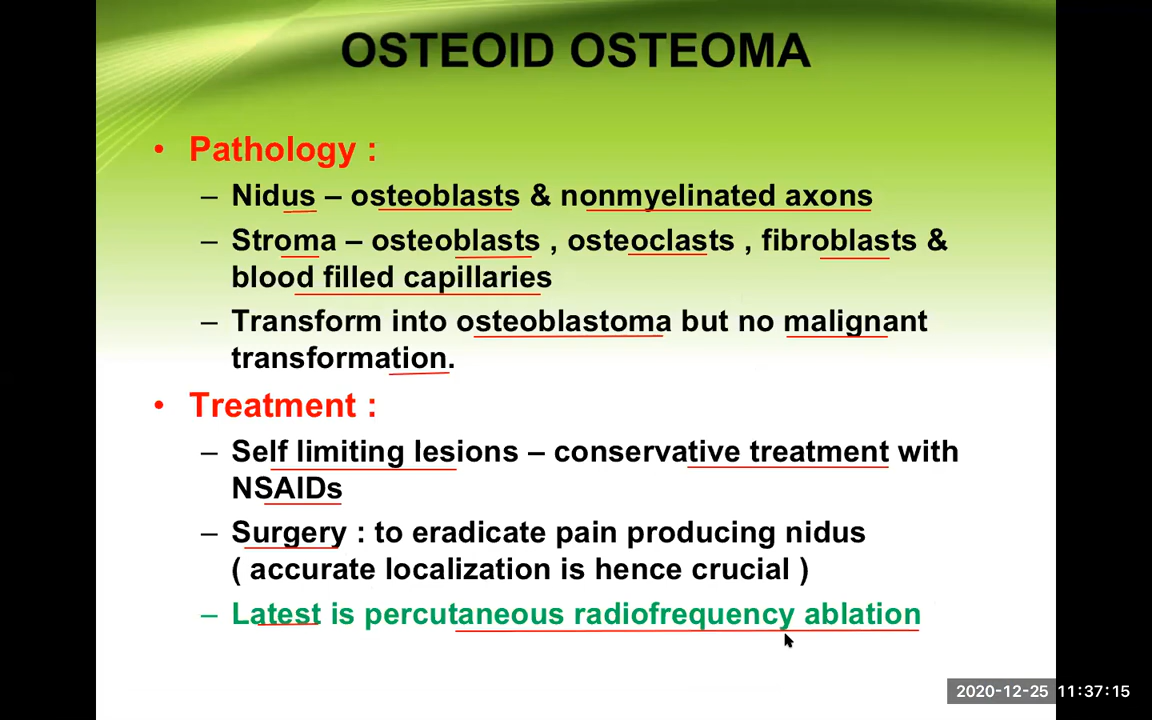 OSTEOID OSTEOMA
• Pathology :
– Nidus – osteoblasts & nonmyelinated axons
– Stroma – osteoblasts , osteoclasts , fibroblasts &
blood filled capillaries
– Transform into osteoblastoma but no malignant
transformation.
• Treatment :
– Self limiting lesions – conservative treatment with
NSAIDs
– Surgery : to eradicate pain producing nidus
( accurate localization is hence crucial )
– Latest is percutaneous radiofrequency ablation
2020-12-25 11:37:15